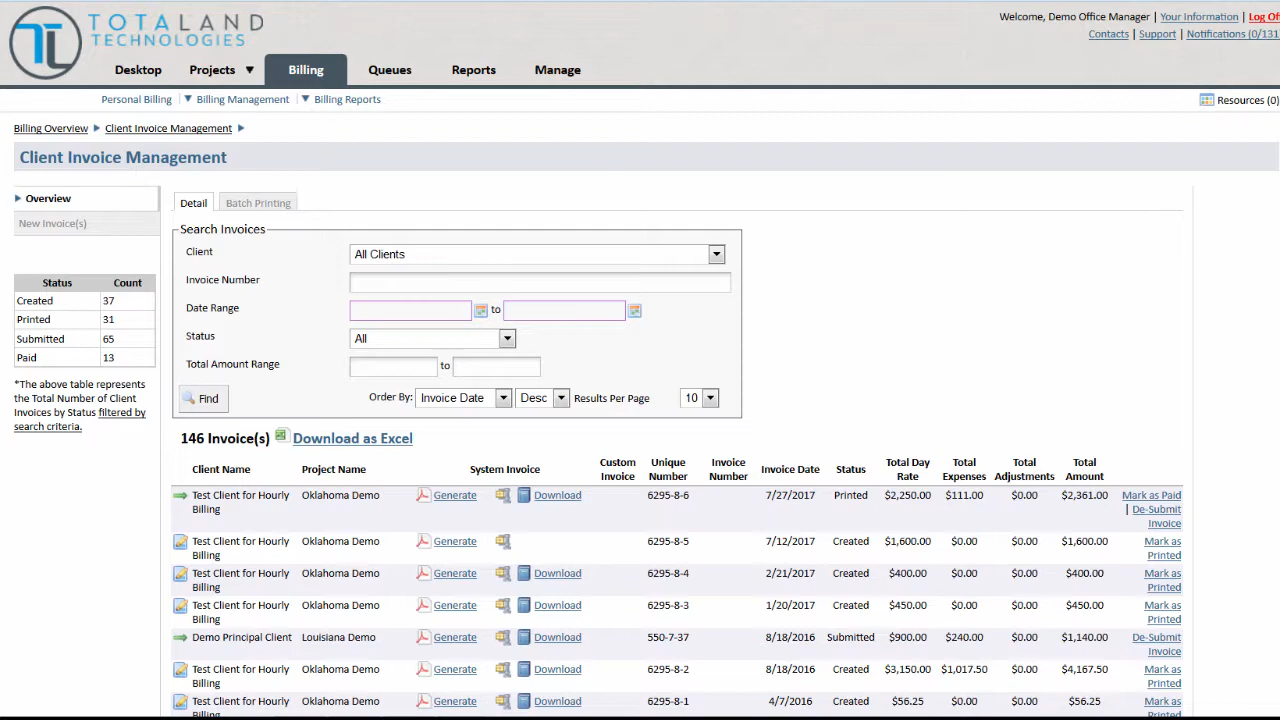 TOTALAND
TECHNOLOGIES
Welcome, Demo Office Manager | Your Information | Log Of
Contacts | Support | Notifications (0/131
Desktop Projects Billing Queues Reports Manage
Personal Billing Billing Management Billing Reports Resources (0)
Billing Overview Client Invoice Management
Client Invoice Management
Overview
New Invoice(s)
Status Count
Created 37
Printed 31
Submitted 65
Paid 13
*The above table represents
the Total Number of Client
Invoices by Status filtered by
search criteria.
Detail Batch Printing
Search Invoices
Client All Clients
Invoice Number
Date Range to
Status All
Total Amount Range to
Find Order By: Invoice Date Desc Results Per Page 10
146 Invoice(s) Download as Excel
Client Name Project Name System Invoice Custom Invoice Unique Number Invoice Number Invoice Date Status Total Day Rate Total Expenses Total Adjustments Total Amount
Test Client for Hourly Billing Oklahoma Demo Generate Download 6295-8-6 7/27/2017 Printed $2,250.00 $111.00 $0.00 $2,361.00 Mark as Paid | De-Submit Invoice
Test Client for Hourly Billing Oklahoma Demo Generate 6295-8-5 7/12/2017 Created $1,600.00 $0.00 $0.00 $1,600.00 Mark as Printed
Test Client for Hourly Billing Oklahoma Demo Generate Download 6295-8-4 2/21/2017 Created $400.00 $0.00 $0.00 $400.00 Mark as Printed
Test Client for Hourly Billing Oklahoma Demo Generate Download 6295-8-3 1/20/2017 Created $450.00 $0.00 $0.00 $450.00 Mark as Printed
Demo Principal Client Louisiana Demo Generate Download 550-7-37 8/18/2016 Submitted $900.00 $240.00 $0.00 $1,140.00 De-Submit Invoice
Test Client for Hourly Billing Oklahoma Demo Generate Download 6295-8-2 8/18/2016 Created $3,150.00 $1,017.50 $0.00 $4,167.50 Mark as Printed
Test Client for Hourly Billing Oklahoma Demo Generate Download 6295-8-1 4/7/2016 Created $56.25 $0.00 $0.00 $56.25 Mark as Printed